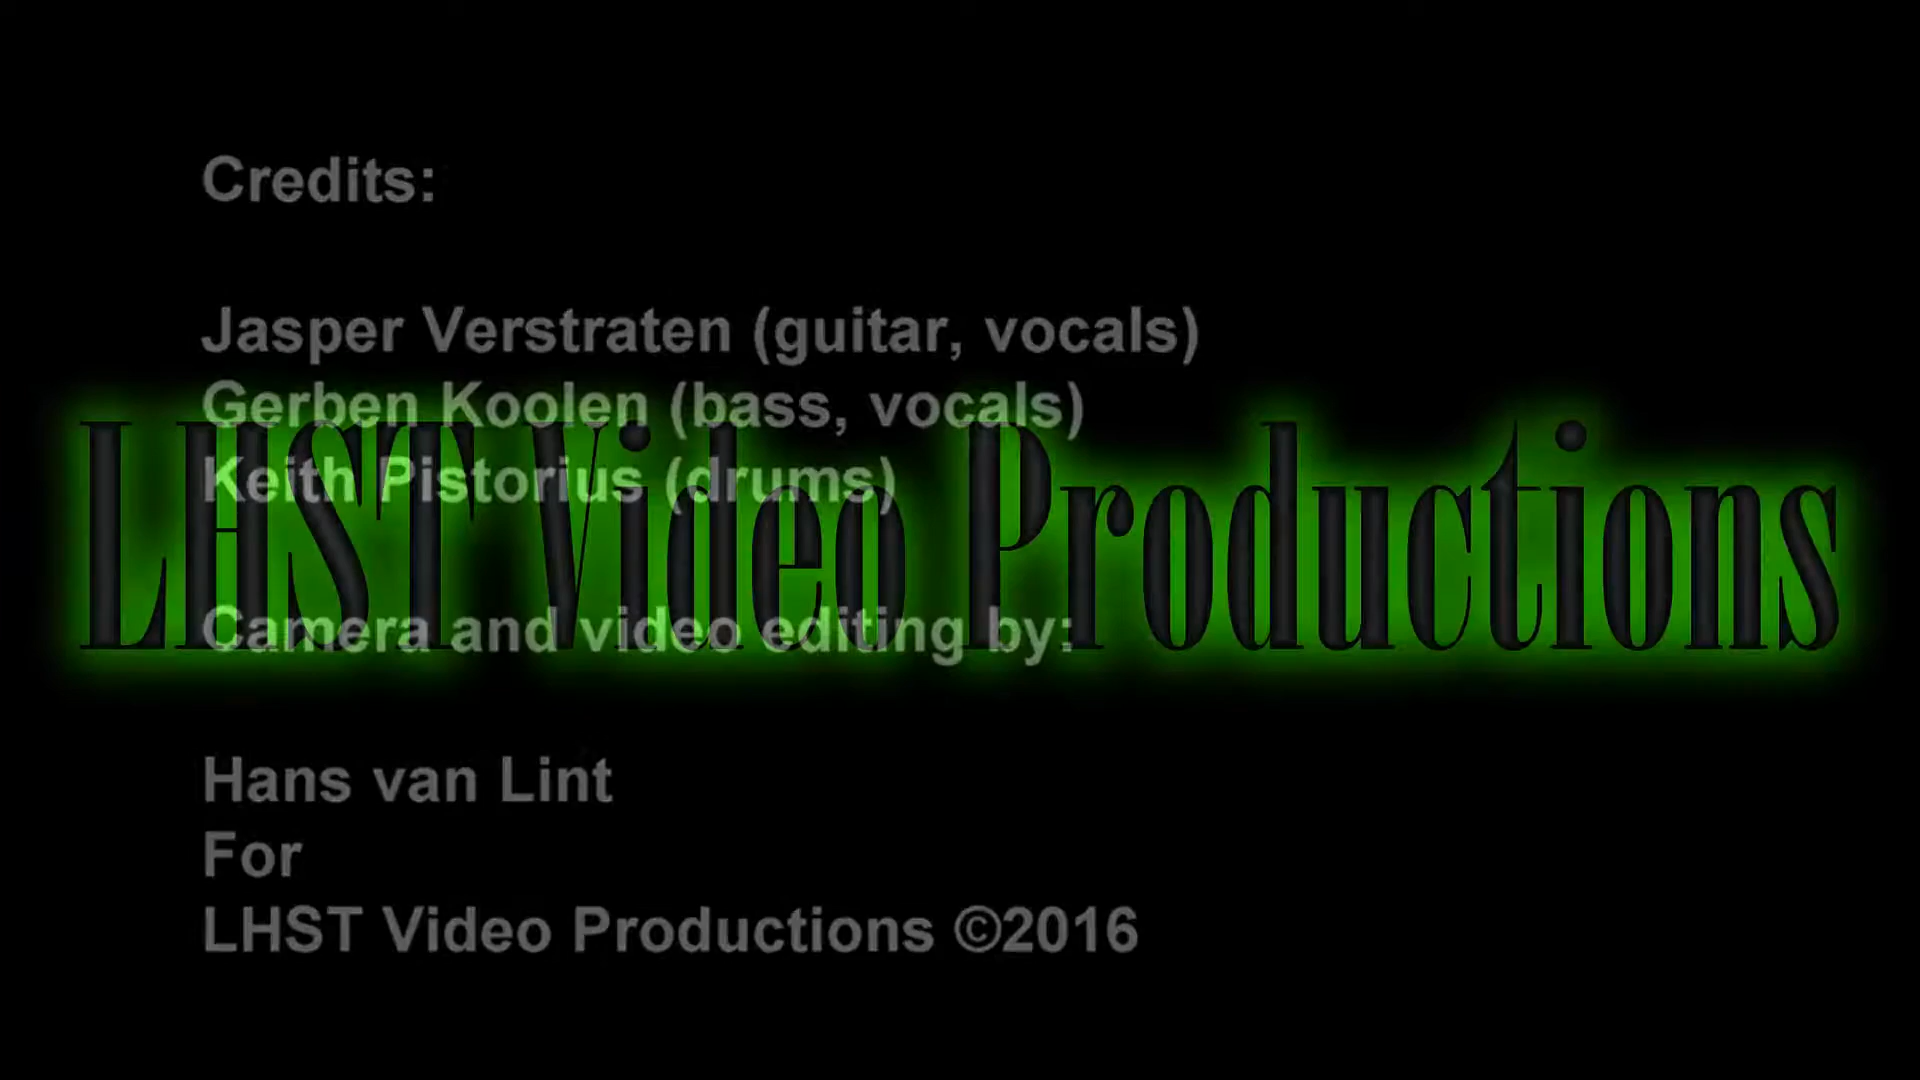 Credits:
Jasper Verstraten (guitar, vocals)
Gerben Koolen (bass, vocals)
Keith Pistorius (drums)
LHST Video Productions
Camera and video editing by:
Hans van Lint
For
LHST Video Productions ©2016